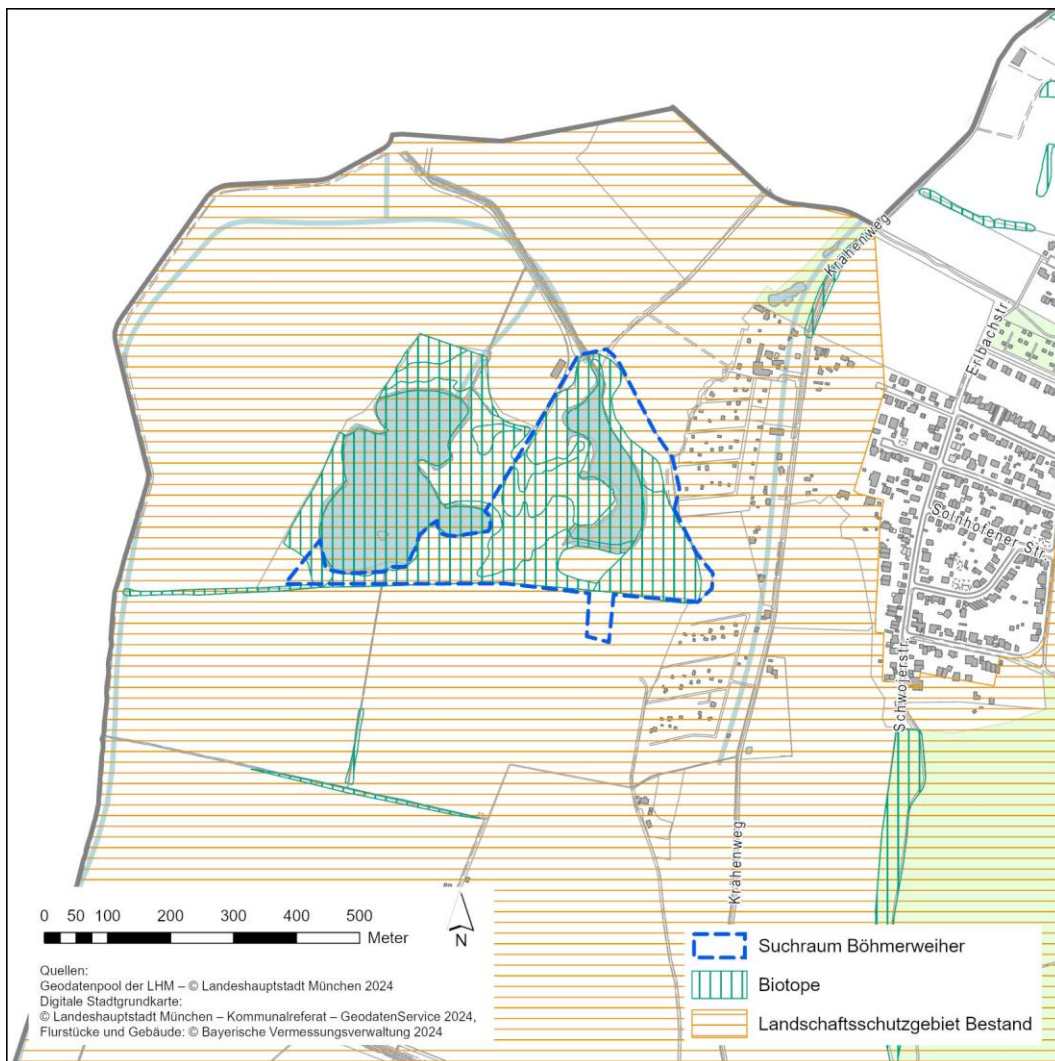 Krähenweg
Erlbachstr.
Solnhofener Str.
Schwojerstr.
Krähenweg
0 50 100 200 300 400 500
Meter
N
Quellen:
Geodatenpool der LHM – © Landeshauptstadt München 2024
Digitale Stadtgrundkarte:
© Landeshauptstadt München – Kommunalreferat – GeodatenService 2024,
Flurstücke und Gebäude: © Bayerische Vermessungsverwaltung 2024
Suchraum Böhmerweiher
Biotope
Landschaftsschutzgebiet Bestand